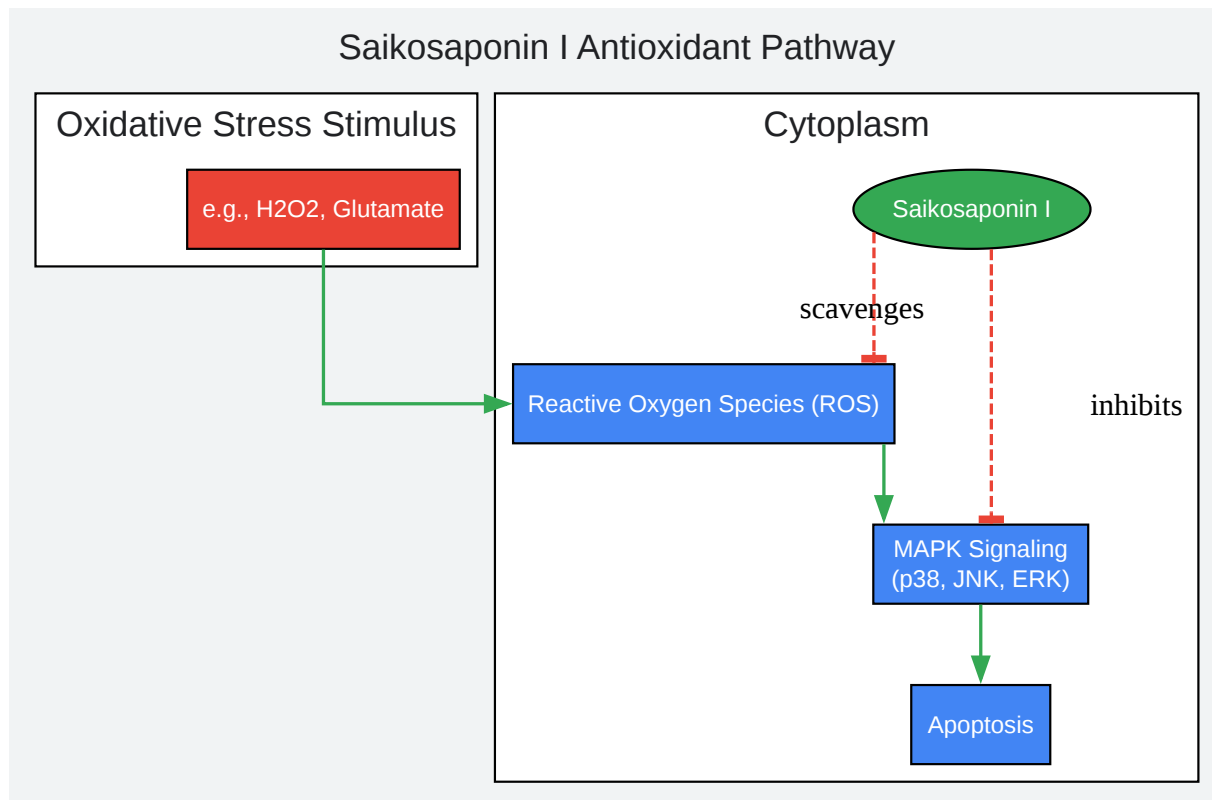 Saikosaponin I Antioxidant Pathway
Oxidative Stress Stimulus
e.g., H2O2, Glutamate
Cytoplasm
Saikosaponin I
scavenges
Reactive Oxygen Species (ROS)
inhibits
MAPK Signaling
(p38, JNK, ERK)
Apoptosis